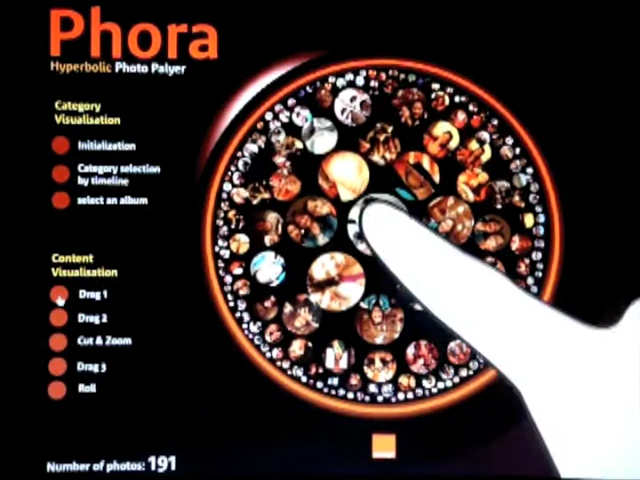 Phora
Hyperbolic Photo Palyer
Category
Visualisation
Initialization
Category selection
by timeline
select an album
Content
Visualisation
Drag 1
Drag 2
Cut & Zoom
Drag 3
Roll
Number of photos: 191